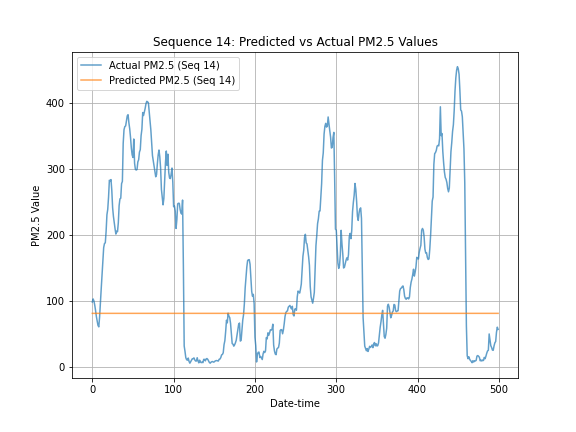 Sequence 14: Predicted vs Actual PM2.5 Values
Actual PM2.5 (Seq 14)
Predicted PM2.5 (Seq 14)
400
300
200
100
0
PM2.5 Value
0 100 200 300 400 500
Date-time